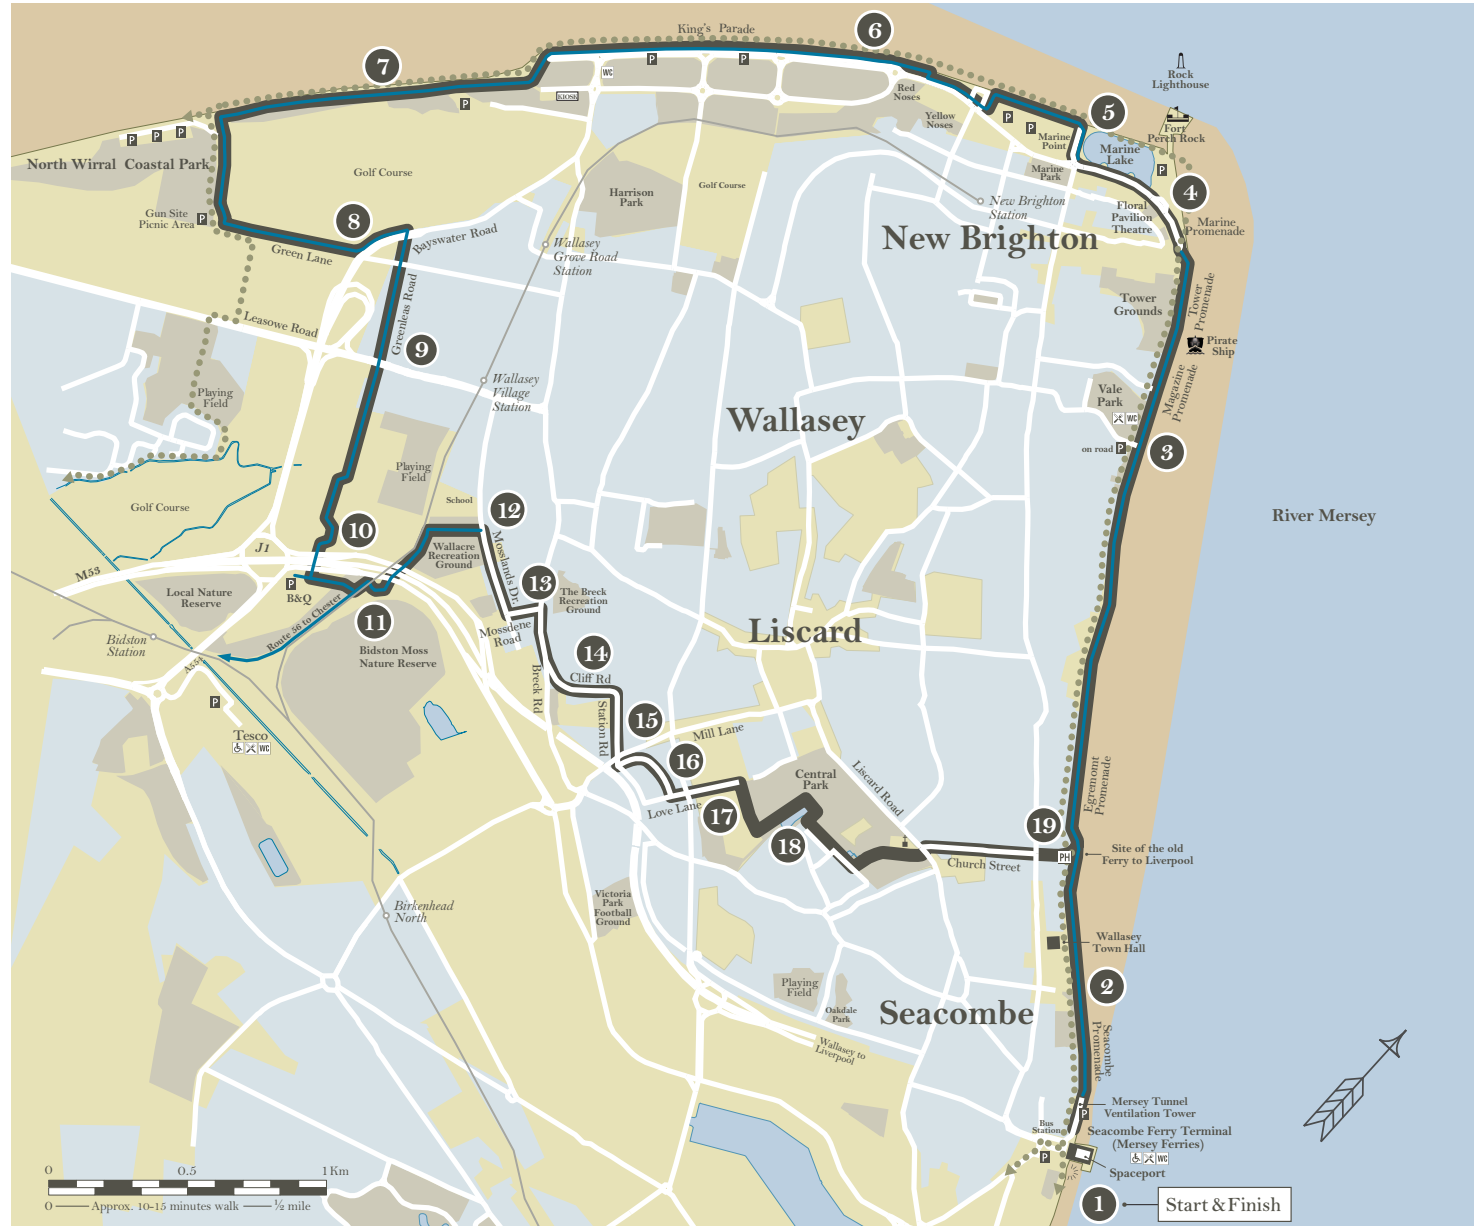 King's Parade
6
7
P
P
WC
KIOSK
P
Red
Noses
Yellow
Noses
P
P
Marine
Point
5
Rock
Lighthouse
Fort
Perch Rock
Marine
Lake
P
Marine
Park
4
Floral
Pavilion
Theatre
Marine
Promenade
P
P
P
North Wirral Coastal Park
Golf Course
Gun Site
Picnic Area
P
8
Green Lane
Bayswater Road
Harrison
Park
Golf Course
New Brighton
Station
New Brighton
Wallasey
Grove Road
Station
Greenleas Road
Leasowe Road
9
Tower
Grounds
Tower
Promenade
Pirate
Ship
Magazine
Promenade
Vale
Park
WC
on road
P
3
Playing
Field
Wallasey
Village
Station
Wallasey
Playing
Field
School
Golf Course
10
12
River Mersey
J1
M53
Wallacre
Recreation
Ground
Mosslands Dr.
13
The Breck
Recreation
Ground
Local Nature
Reserve
P
B&Q
Route 56 to Chester
11
Mossdene
Road
Liscard
Bidston
Station
A554
Bidston Moss
Nature Reserve
14
Cliff Rd
Breck Rd
Station Rd
P
Tesco
WC
15
Mill Lane
16
Love Lane
17
Central
Park
Liscard Road
18
Egremomt
Promenade
19
PH
Church Street
Site of the old
Ferry to Liverpool
Birkenhead
North
Victoria
Park
Football
Ground
Wallasey
Town Hall
2
Playing
Field
Oakdale
Park
Seacombe
Seacombe
Promenade
Wallasey to
Liverpool
Mersey Tunnel
Ventilation Tower
P
Bus
Station
P
Seacombe Ferry Terminal
(Mersey Ferries)
WC
Spaceport
1
Start & Finish
0 0.5 1 Km
0 Approx. 10-15 minutes walk ½ mile